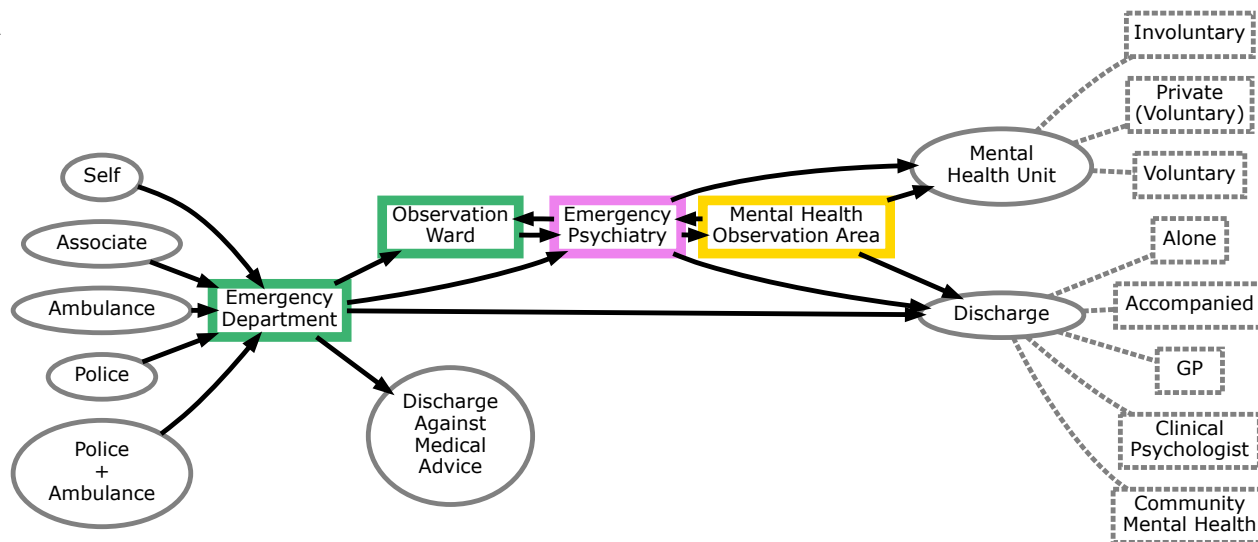 Self
Associate
Ambulance
Police
Police
+
Ambulance
Emergency
Department
Observation
Ward
Discharge
Against
Medical
Advice
Emergency
Psychiatry
Mental Health
Observation Area
Mental
Health Unit
Discharge
Involuntary
Private
(Voluntary)
Voluntary
Alone
Accompanied
GP
Clinical
Psychologist
Community
Mental Health